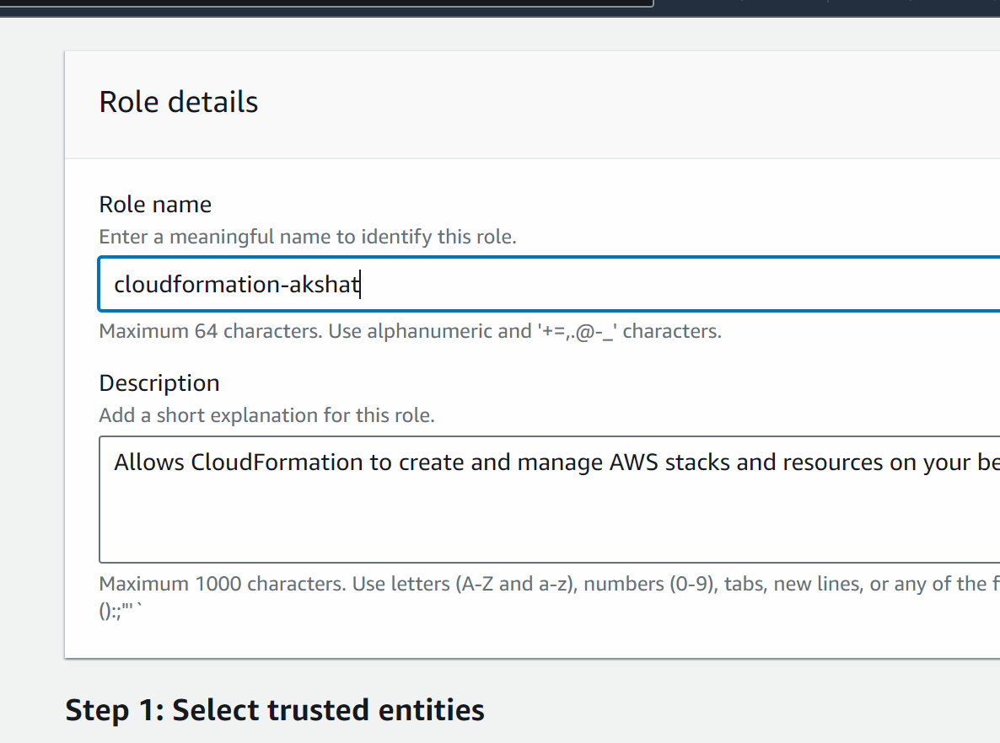 Role details
Role name
Enter a meaningful name to identify this role.
cloudformation-akshat
Maximum 64 characters. Use alphanumeric and '+=,.@-_' characters.
Description
Add a short explanation for this role.
Allows CloudFormation to create and manage AWS stacks and resources on your be
Maximum 1000 characters. Use letters (A-Z and a-z), numbers (0-9), tabs, new lines, or any of the f
():;"'`
Step 1: Select trusted entities